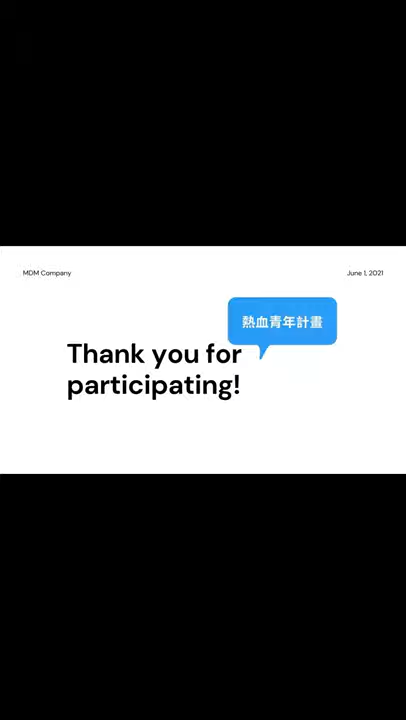 MDM Company
June 1, 2021
熱血青年計畫
Thank you for
participating!